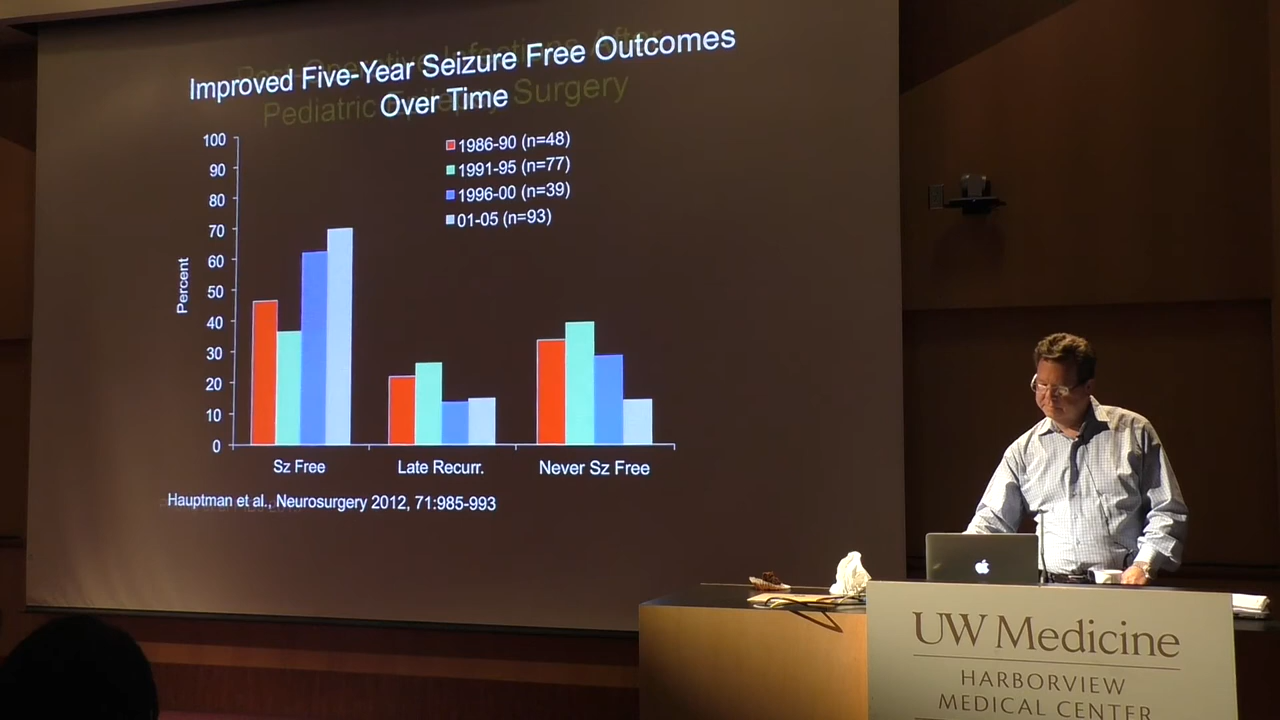 Improved Five-Year Seizure Free Outcomes
Over Time
Pediatric Epilepsy Surgery
100
90
80
70
60
50
40
30
20
10
0
Percent
1986-90 (n=48)
1991-95 (n=77)
1996-00 (n=39)
01-05 (n=93)
Sz Free
Late Recurr.
Never Sz Free
Hauptman et al., Neurosurgery 2012, 71:985-993
UW Medicine
HARBORVIEW
MEDICAL CENTER